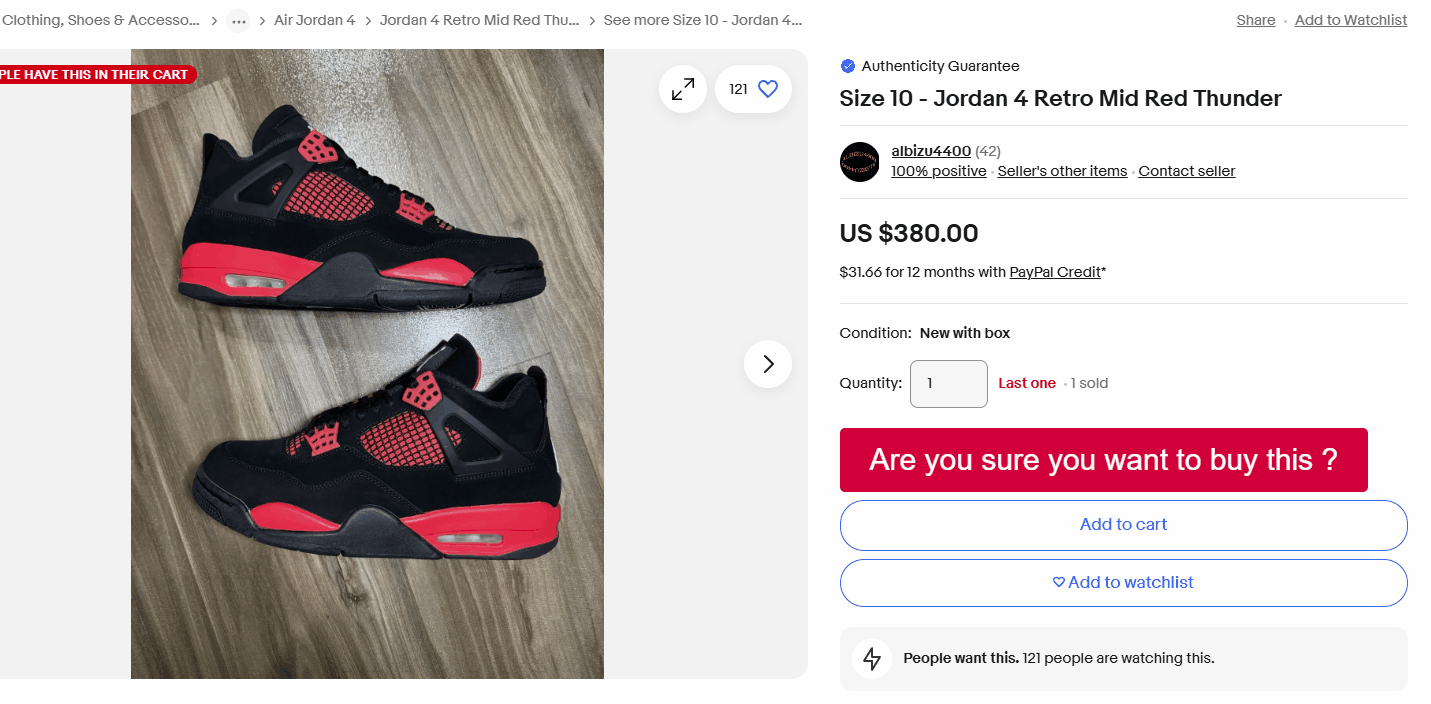 Clothing, Shoes & Accesso... > ... > Air Jordan 4 > Jordan 4 Retro Mid Red Thu... > See more Size 10 - Jordan 4...
Share · Add to Watchlist
PLE HAVE THIS IN THEIR CART
121
Authenticity Guarantee
Size 10 - Jordan 4 Retro Mid Red Thunder
albizu4400 (42)
100% positive · Seller's other items · Contact seller
US $380.00
$31.66 for 12 months with PayPal Credit*
Condition: New with box
Quantity: 1 Last one · 1 sold
Are you sure you want to buy this ?
Add to cart
Add to watchlist
People want this. 121 people are watching this.